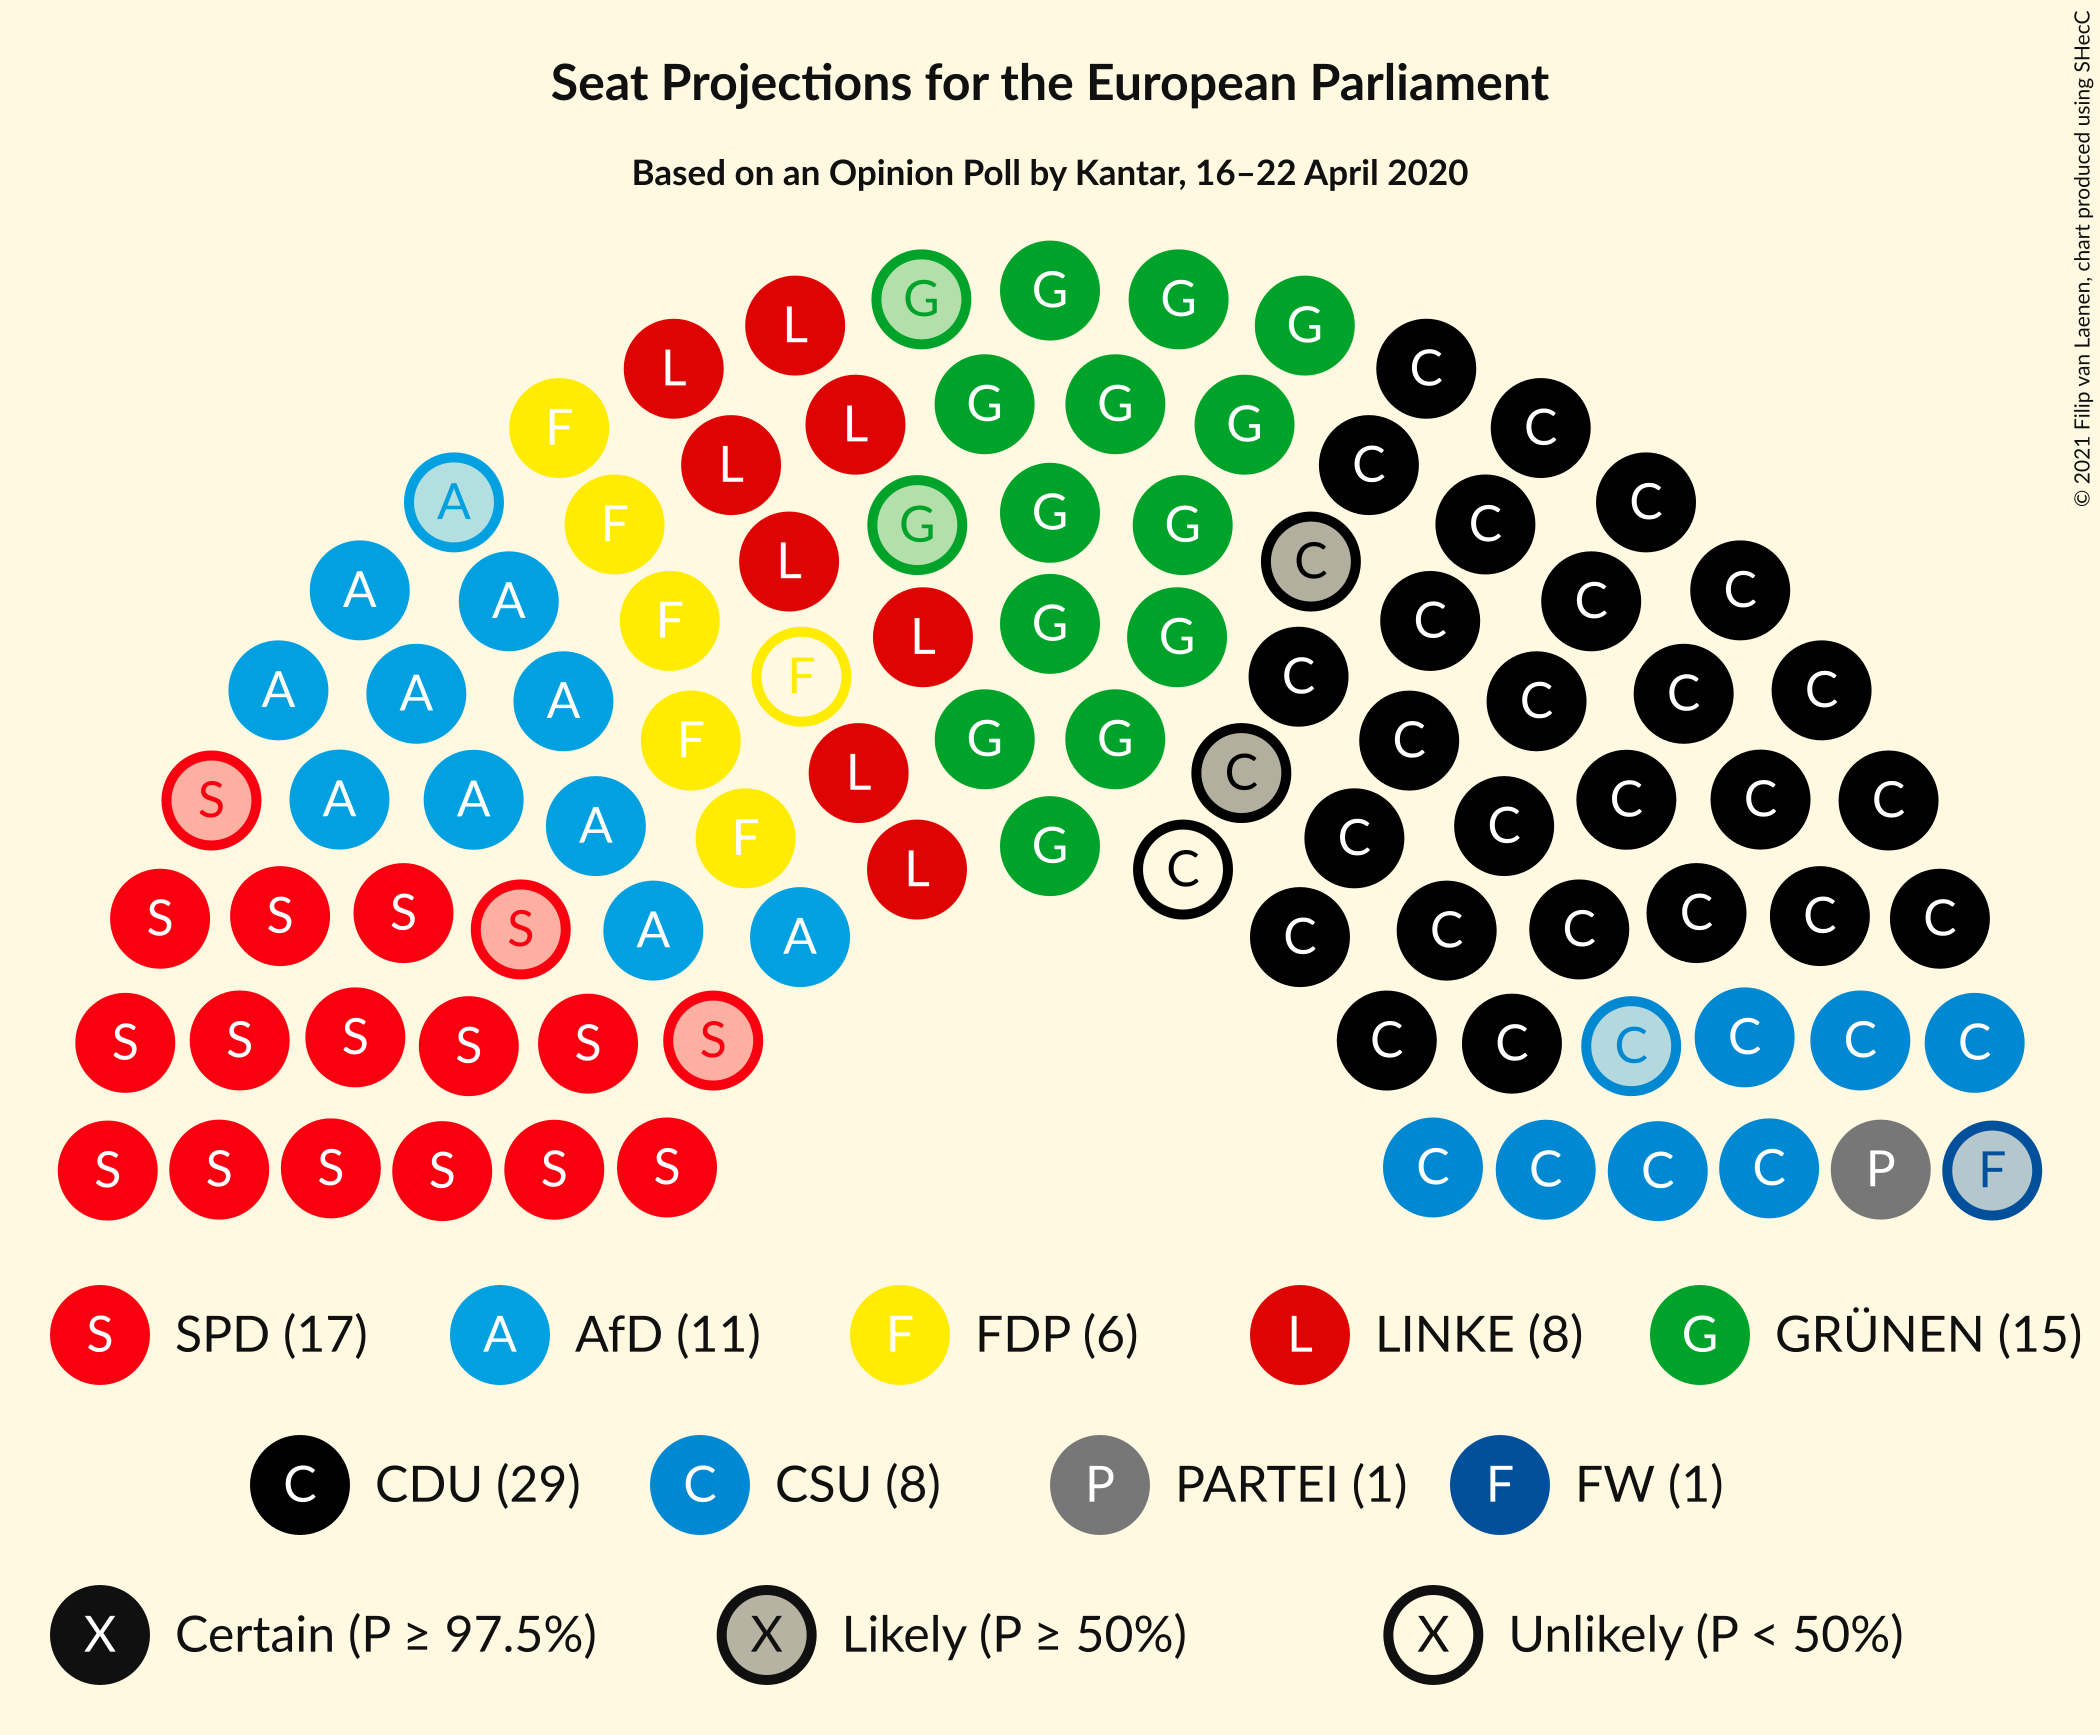 Seat Projections for the European Parliament
Based on an Opinion Poll by Kantar, 16–22 April 2020
© 2021 Filip van Laenen, chart produced using SHecC
G G G G
L L C C
F G G G C
L L C C
A F G G G C C
A A F L C C C C
A A A F F L G G C C C C C C
S A A A F F L G G C C C C C C
S S S S A A L G C C C C C C C
S S S S S S C C C C C C
S S S S S S C C C C P F
S SPD (17) A AfD (11) F FDP (6) L LINKE (8) G GRÜNEN (15)
C CDU (29) C CSU (8) P PARTEI (1) F FW (1)
X Certain (P ≥ 97.5%) X Likely (P ≥ 50%) X Unlikely (P < 50%)